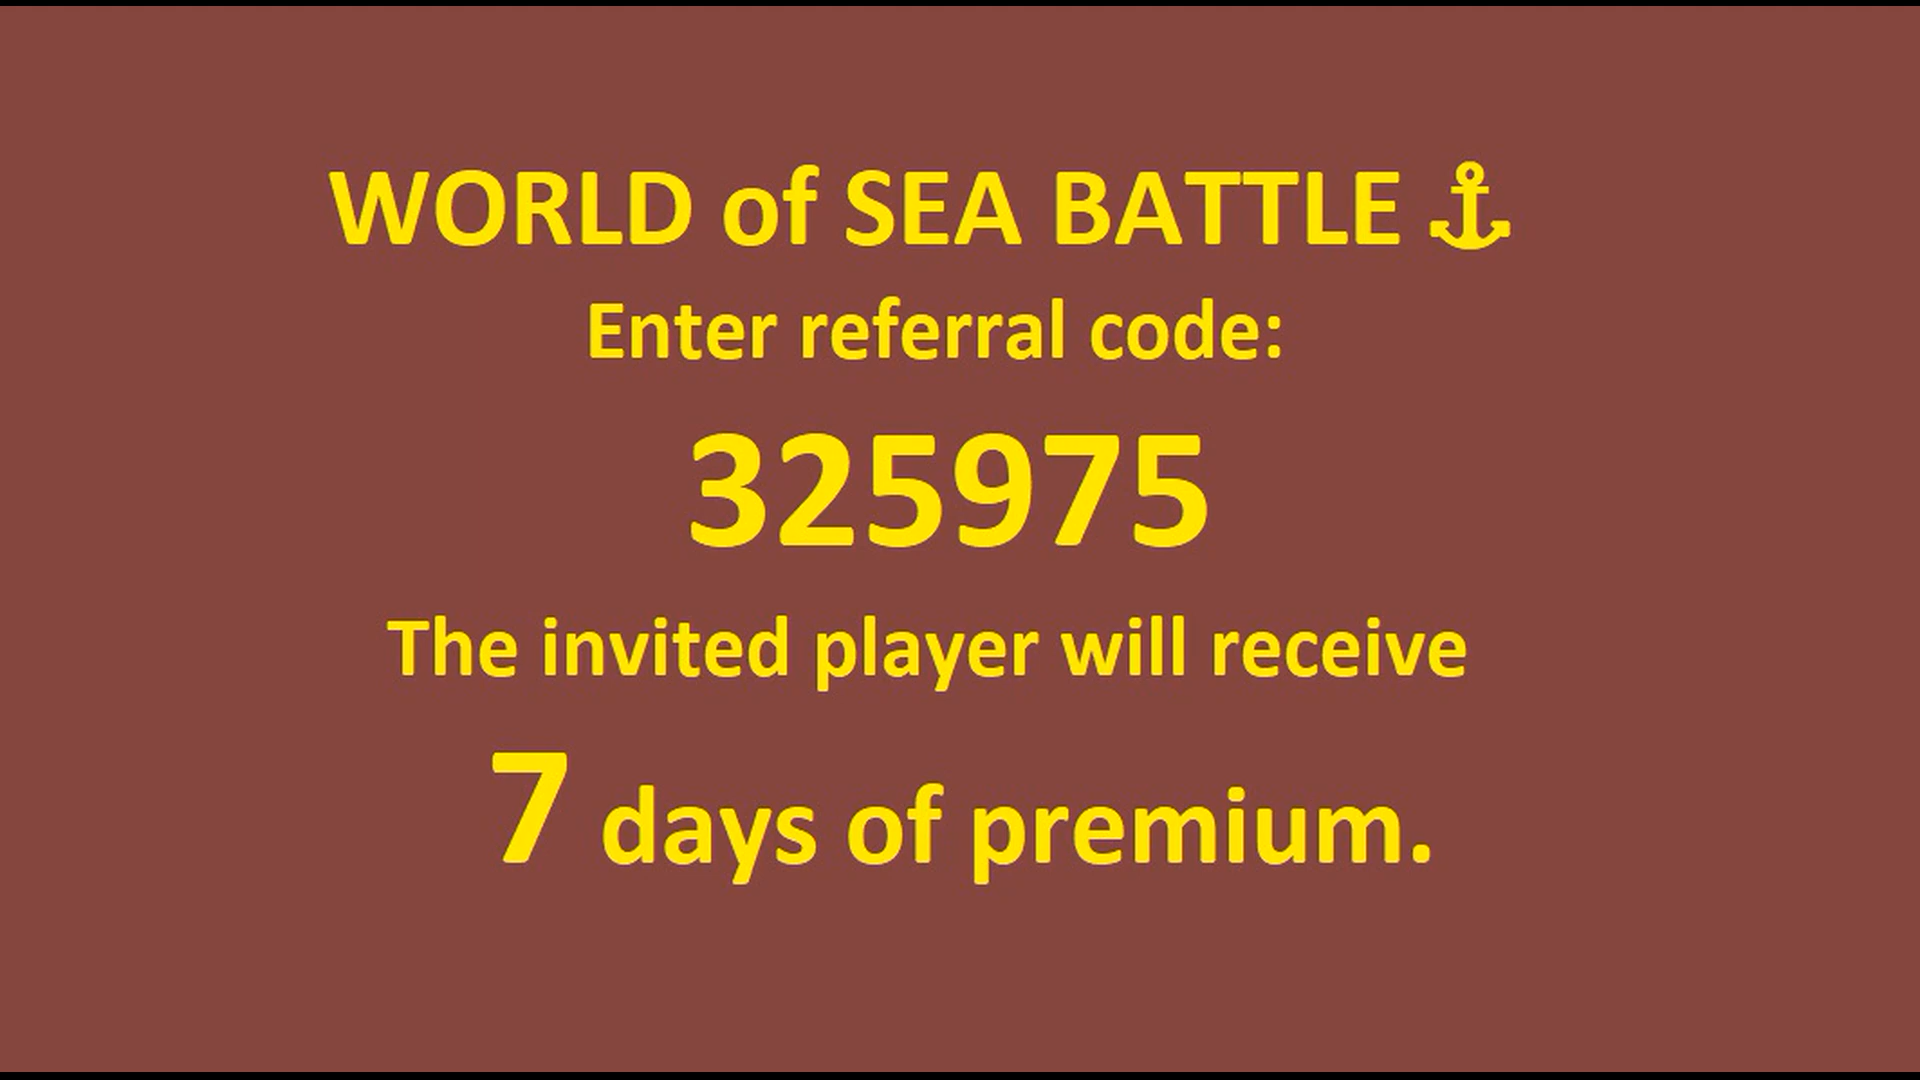 WORLD of SEA BATTLE ⚓
Enter referral code:
325975
The invited player will receive
7 days of premium.